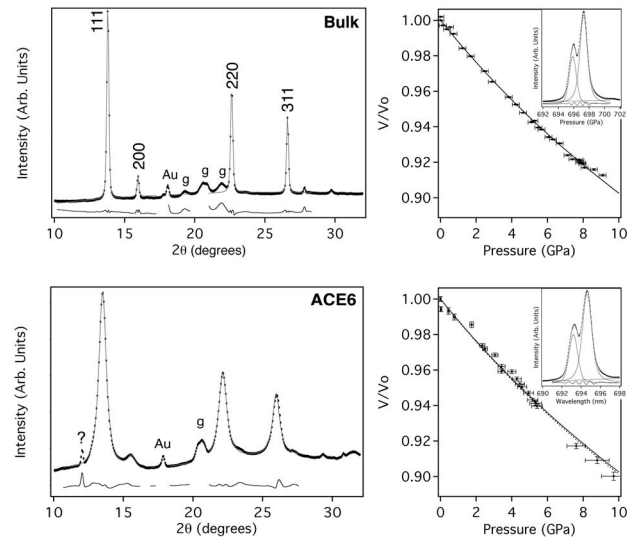 Bulk
111
200
Au
g
g
g
220
311
Intensity (Arb. Units)
10 15 20 25 30
2θ (degrees)
1.00
0.98
0.96
0.94
0.92
0.90
V/Vo
0 2 4 6 8 10
Pressure (GPa)
Intensity (Arb. Units)
692 694 696 698 700 702
Pressure (GPa)
ACE6
?
Au
g
Intensity (Arb. Units)
10 15 20 25 30
2θ (degrees)
1.00
0.98
0.96
0.94
0.92
0.90
V/Vo
0 2 4 6 8 10
Pressure (GPa)
Intensity (Arb. Units)
690 692 694 696 698
Wavelength (nm)